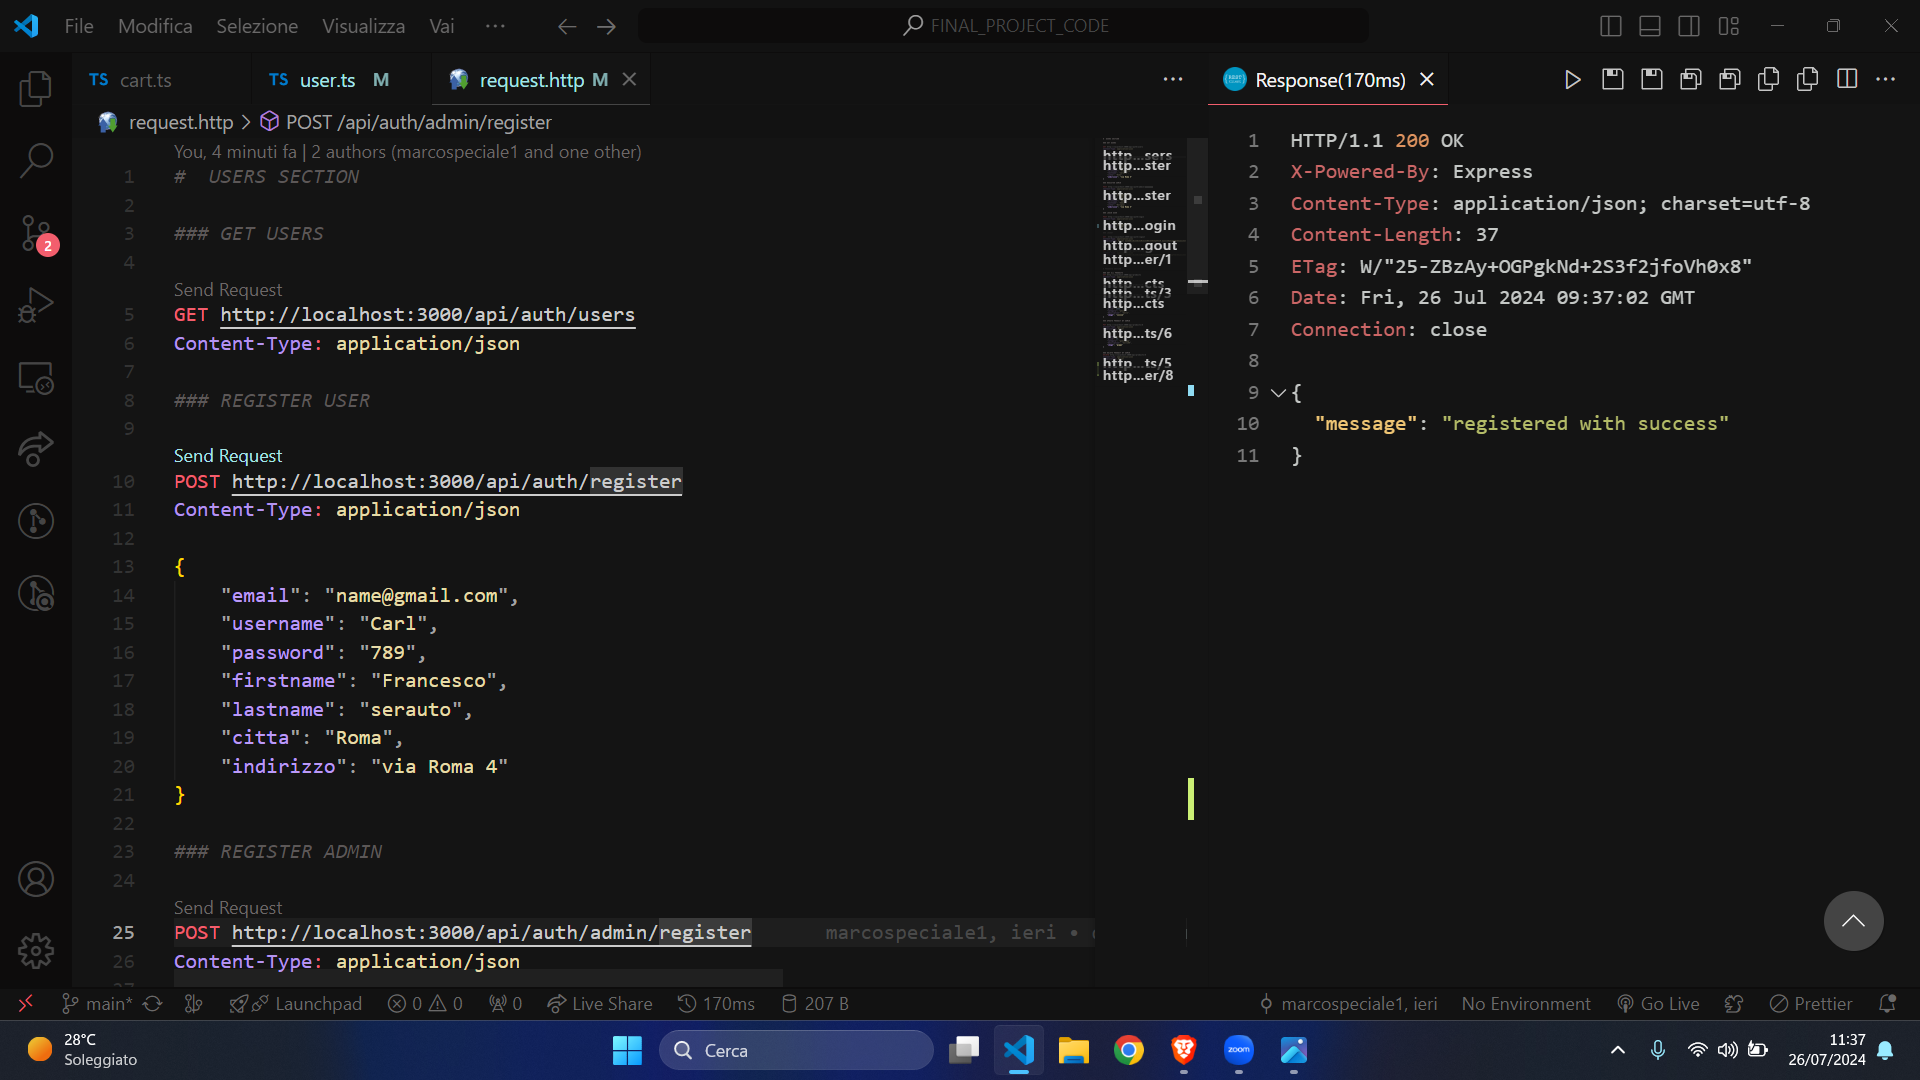 File Modifica Selezione Visualizza Vai ··· FINAL_PROJECT_CODE
TS cart.ts TS user.ts M request.http M
request.http > POST /api/auth/admin/register
You, 4 minuti fa | 2 authors (marcospeciale1 and one other)
1 # USERS SECTION
2
3 ### GET USERS
4
Send Request
5 GET http://localhost:3000/api/auth/users
6 Content-Type: application/json
7
8 ### REGISTER USER
9
Send Request
10 POST http://localhost:3000/api/auth/register
11 Content-Type: application/json
12
13 {
14 "email": "name@gmail.com",
15 "username": "Carl",
16 "password": "789",
17 "firstname": "Francesco",
18 "lastname": "serauto",
19 "citta": "Roma",
20 "indirizzo": "via Roma 4"
21 }
22
23 ### REGISTER ADMIN
24
Send Request
25 POST http://localhost:3000/api/auth/admin/register marcospeciale1, ieri •
26 Content-Type: application/json
http...sers
http...ster
http...ster
http...ogin
http...gout
http...er/1
http...cts
http...ts/3
http...cts
http...ts/6
http...ts/5
http...er/8
Response(170ms)
1 HTTP/1.1 200 OK
2 X-Powered-By: Express
3 Content-Type: application/json; charset=utf-8
4 Content-Length: 37
5 ETag: W/"25-ZBzAy+OGPgkNd+2S3f2jfoVh0x8"
6 Date: Fri, 26 Jul 2024 09:37:02 GMT
7 Connection: close
8
9 {
10 "message": "registered with success"
11 }
2
main* Launchpad 0 0 0 Live Share 170ms 207 B marcospeciale1, ieri No Environment Go Live Prettier
28°C
Soleggiato
Cerca
zoom
11:37
26/07/2024